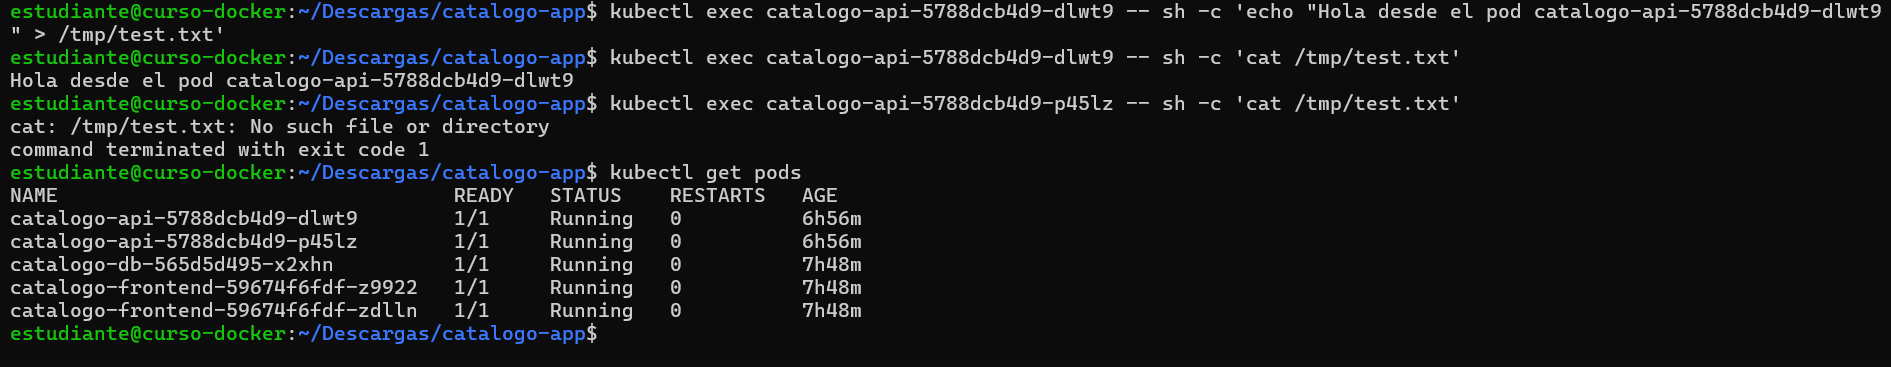 estudiante@curso-docker:~/Descargas/catalogo-app$ kubectl exec catalogo-api-5788dcb4d9-dlwt9 -- sh -c 'echo "Hola desde el pod catalogo-api-5788dcb4d9-dlwt9
" > /tmp/test.txt'
estudiante@curso-docker:~/Descargas/catalogo-app$ kubectl exec catalogo-api-5788dcb4d9-dlwt9 -- sh -c 'cat /tmp/test.txt'
Hola desde el pod catalogo-api-5788dcb4d9-dlwt9
estudiante@curso-docker:~/Descargas/catalogo-app$ kubectl exec catalogo-api-5788dcb4d9-p45lz -- sh -c 'cat /tmp/test.txt'
cat: /tmp/test.txt: No such file or directory
command terminated with exit code 1
estudiante@curso-docker:~/Descargas/catalogo-app$ kubectl get pods
NAME                                 READY   STATUS    RESTARTS   AGE
catalogo-api-5788dcb4d9-dlwt9        1/1     Running   0          6h56m
catalogo-api-5788dcb4d9-p45lz        1/1     Running   0          6h56m
catalogo-db-565d5d495-x2xhn          1/1     Running   0          7h48m
catalogo-frontend-59674f6fdf-z9922   1/1     Running   0          7h48m
catalogo-frontend-59674f6fdf-zdlln   1/1     Running   0          7h48m
estudiante@curso-docker:~/Descargas/catalogo-app$